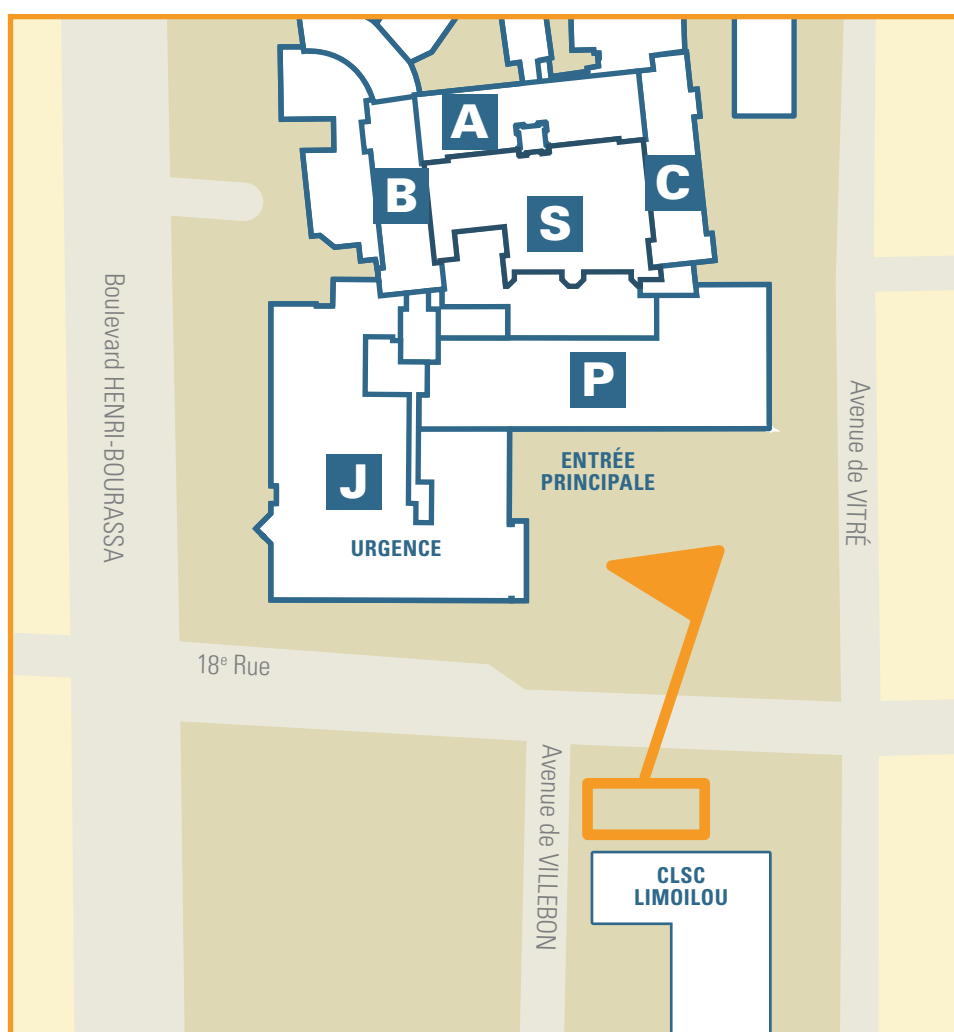 A
B
C
S
P
Boulevard HENRI-BOURASSA
Avenue de VITRÉ
ENTRÉE
PRINCIPALE
J
URGENCE
18e Rue
Avenue de VILLEBON
CLSC
LIMOILOU